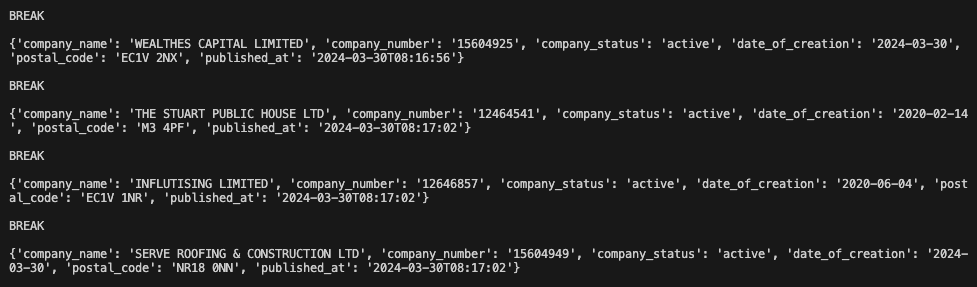 BREAK
{'company_name': 'WEALTHES CAPITAL LIMITED', 'company_number': '15604925', 'company_status': 'active', 'date_of_creation': '2024-03-30',
'postal_code': 'EC1V 2NX', 'published_at': '2024-03-30T08:16:56'}
BREAK
{'company_name': 'THE STUART PUBLIC HOUSE LTD', 'company_number': '12464541', 'company_status': 'active', 'date_of_creation': '2020-02-14
', 'postal_code': 'M3 4PF', 'published_at': '2024-03-30T08:17:02'}
BREAK
{'company_name': 'INFLUTISING LIMITED', 'company_number': '12646857', 'company_status': 'active', 'date_of_creation': '2020-06-04', 'post
al_code': 'EC1V 1NR', 'published_at': '2024-03-30T08:17:02'}
BREAK
{'company_name': 'SERVE ROOFING & CONSTRUCTION LTD', 'company_number': '15604949', 'company_status': 'active', 'date_of_creation': '2024-
03-30', 'postal_code': 'NR18 0NN', 'published_at': '2024-03-30T08:17:02'}